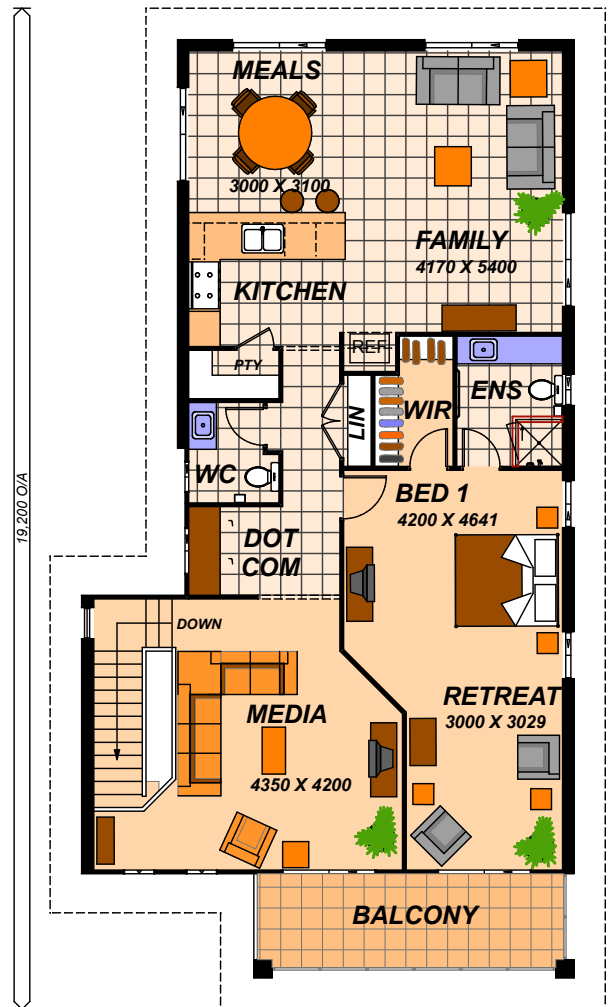 MEALS
3000 X 3100
FAMILY
4170 X 5400
KITCHEN
REF
PTY
ENS
LIN
WIR
WC
BED 1
4200 X 4641
19,200 O/A
DOT
COM
DOWN
RETREAT
3000 X 3029
MEDIA
4350 X 4200
BALCONY